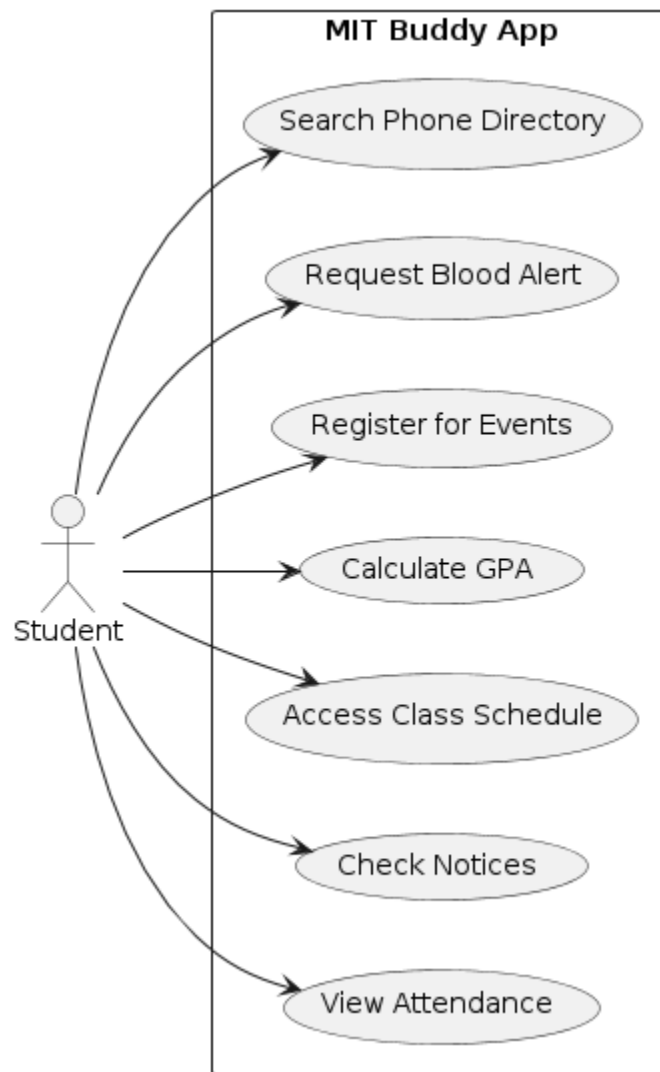 MIT Buddy App
Search Phone Directory
Request Blood Alert
Register for Events
Calculate GPA
Student
Access Class Schedule
Check Notices
View Attendance